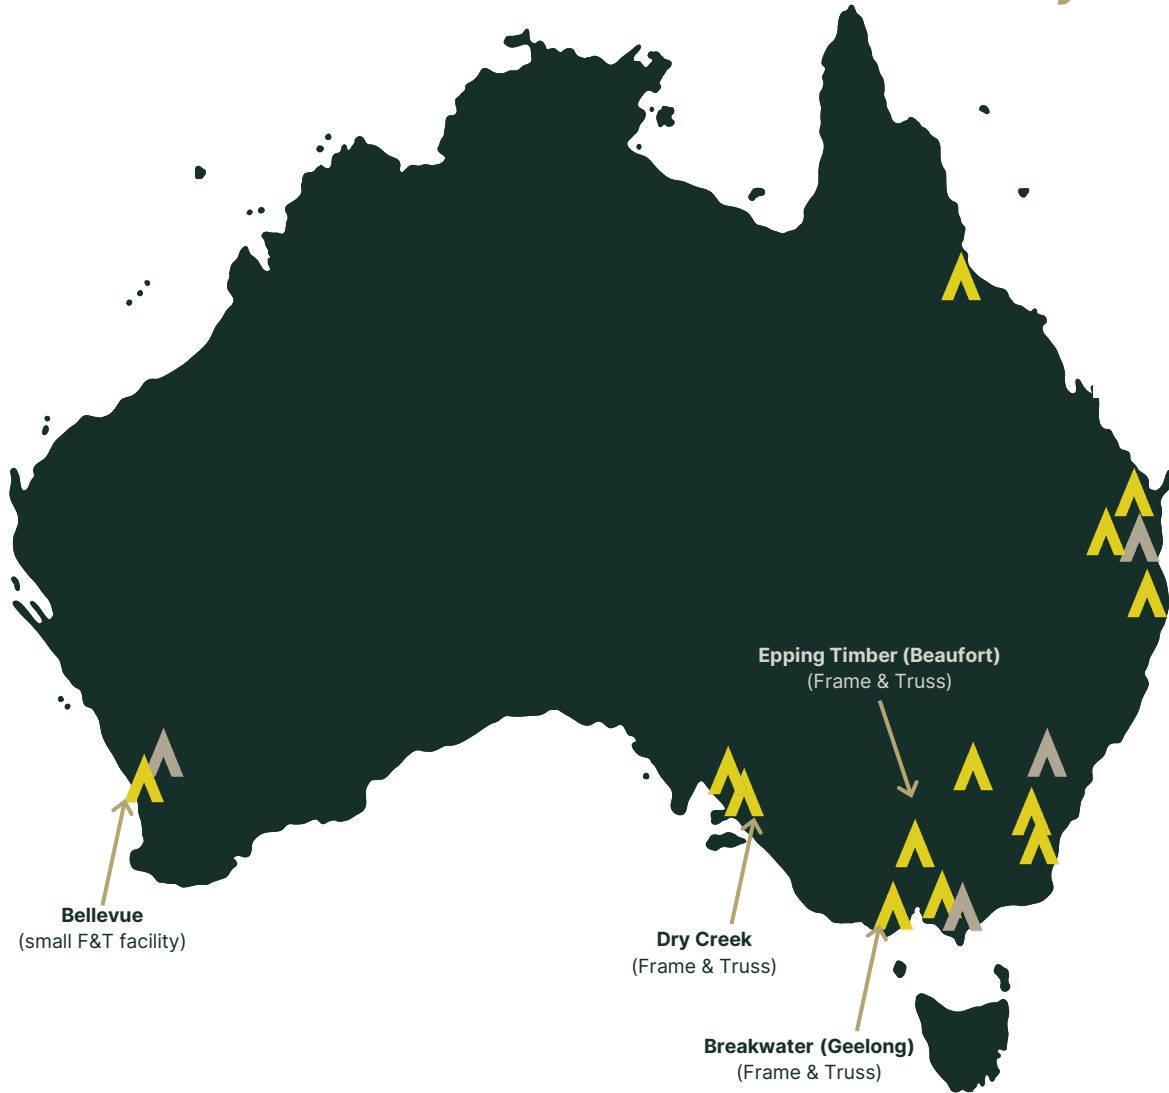 Epping Timber (Beaufort)
(Frame & Truss)
Bellevue
(small F&T facility)
Dry Creek
(Frame & Truss)
Breakwater (Geelong)
(Frame & Truss)